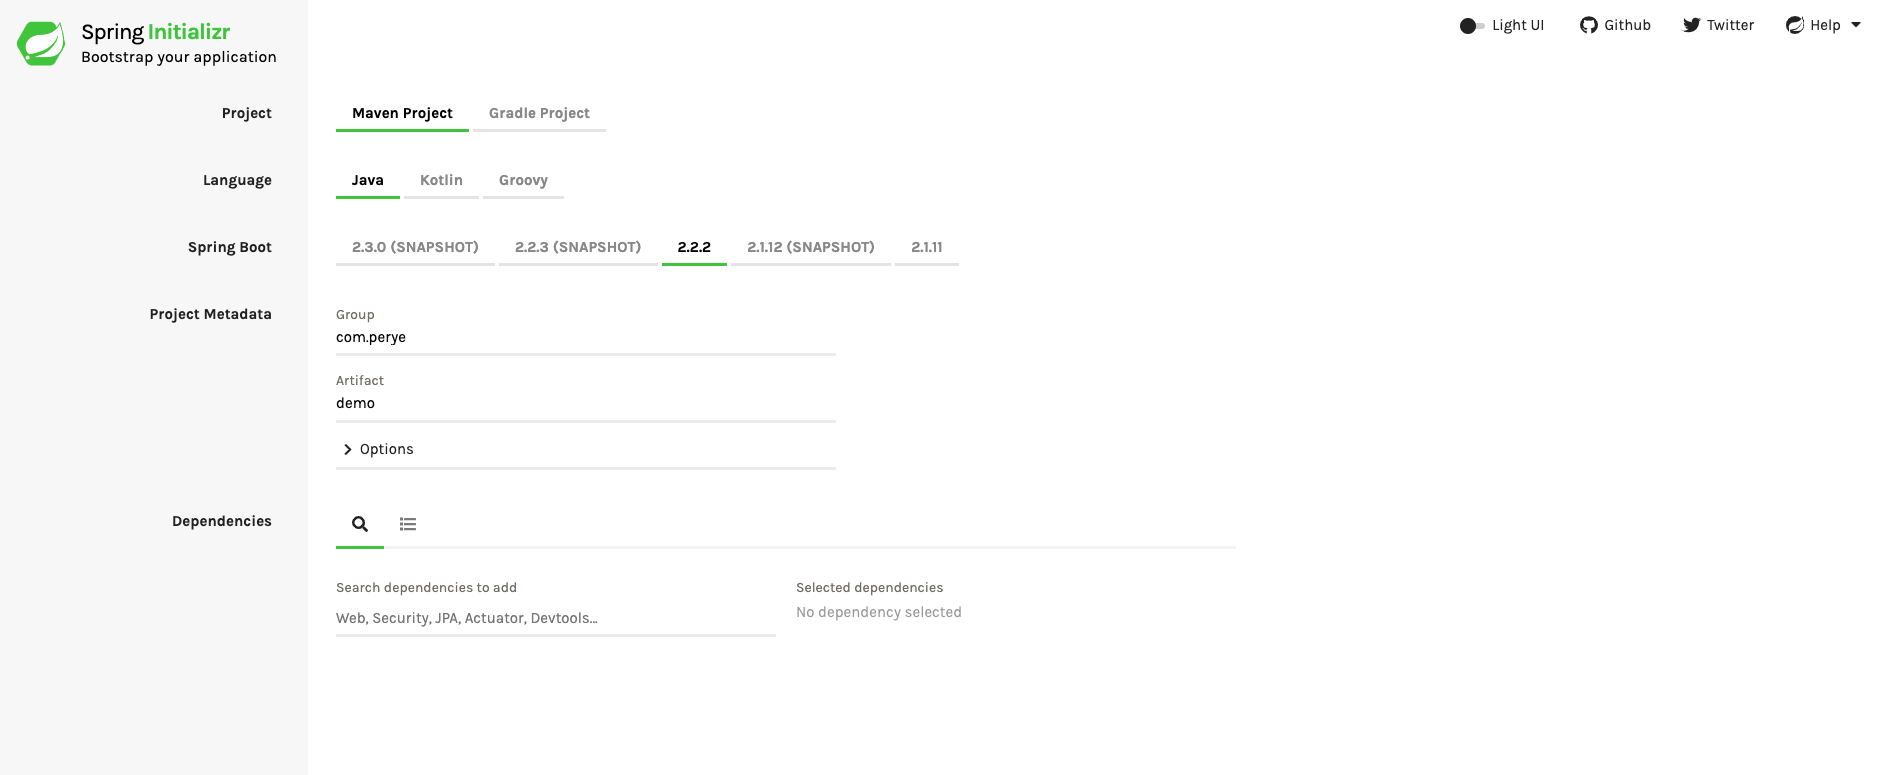 Spring Initializr
Bootstrap your application
Light UI
Github
Twitter
Help
Project
Maven Project
Gradle Project
Language
Java
Kotlin
Groovy
Spring Boot
2.3.0 (SNAPSHOT)
2.2.3 (SNAPSHOT)
2.2.2
2.1.12 (SNAPSHOT)
2.1.11
Project Metadata
Group
com.perye
Artifact
demo
Options
Dependencies
Search dependencies to add
Web, Security, JPA, Actuator, Devtools...
Selected dependencies
No dependency selected